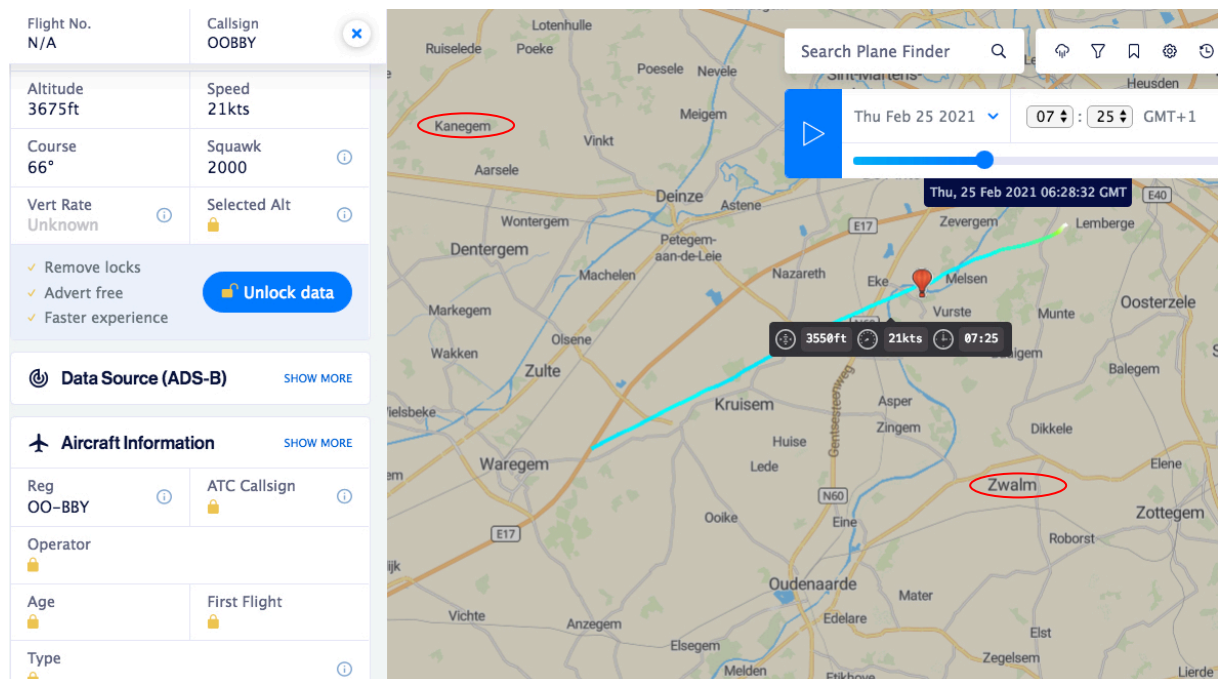 Flight No.
N/A
Callsign
OOBBY
Altitude
3675ft
Speed
21kts
Course
66°
Squawk
2000
Vert Rate
Unknown
Selected Alt
Remove locks
Advert free
Faster experience
Unlock data
Data Source (ADS-B)
SHOW MORE
Aircraft Information
SHOW MORE
Reg
OO-BBY
ATC Callsign
Operator
Age
First Flight
Type
Search Plane Finder
Thu Feb 25 2021
07 : 25 GMT+1
Thu, 25 Feb 2021 06:28:32 GMT
Lotenhulle
Ruiselede
Poeke
Poesele
Nevele
Sint-Martens-
Heusden
Kanegem
Meigem
Vinkt
Aarsele
Deinze
Astene
E40
Wontergem
E17
Zevergem
Lemberge
Dentergem
Petegem-
aan-de-Leie
Machelen
Nazareth
Eke
Melsen
Markegem
Vurste
Munte
Oosterzele
3550ft
21kts
07:25
Olsene
Wakken
Zulte
Balegem
Kruisem
Asper
Gentsesteenweg
Zingem
Dikkele
Huise
Waregem
Lede
Elene
Zwalm
N60
Zottegem
Ooike
Eine
E17
Roborst
Oudenaarde
Mater
Vichte
Anzegem
Edelare
Elst
Elsegem
Zegelsem
Melden
Lierde